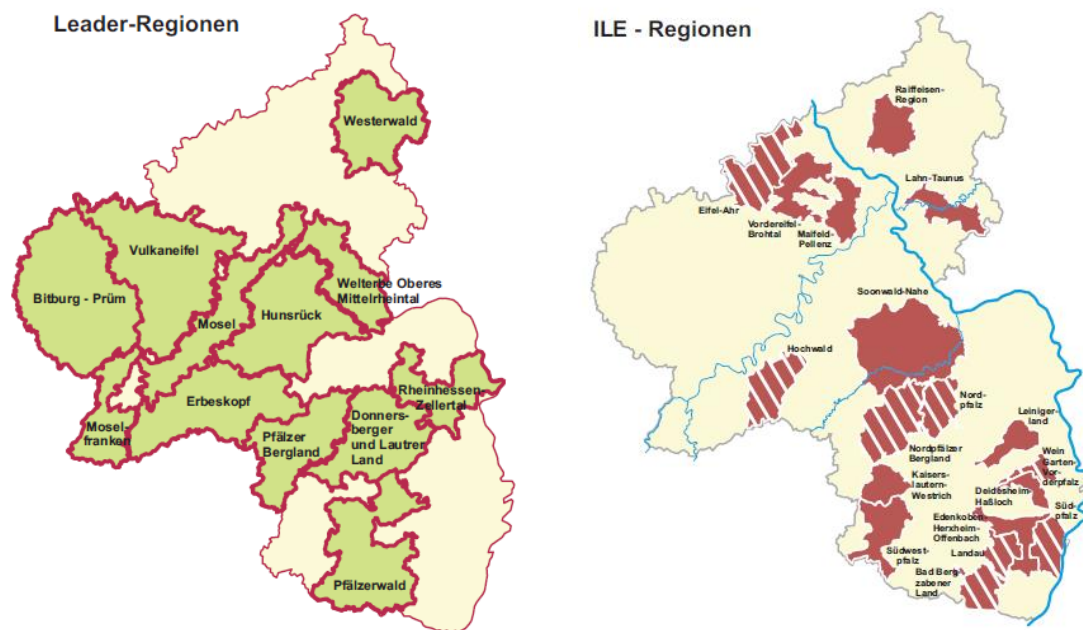 Leader-Regionen
Westerwald
Vulkaneifel
Bitburg - Prüm
Welterbe Oberes
Mittelrheintal
Mosel
Hunsrück
Erbeskopf
Rheinhessen-
Zellertal
Mosel-
franken
Donners-
berger
und Lautrer
Land
Pfälzer
Bergland
Pfälzerwald
ILE - Regionen
Raiffeisen-
Region
Lahn-Taunus
Eifel-Ahr
Vordereifel-
Brohtal
Maifeld-
Pellenz
Soonwald-Nahe
Hochwald
Nord-
pfalz
Leiniger-
land
Nordpfälzer
Bergland
Wein
Garten-
Vor-
derpfalz
Kaisers-
lautern-
Westrich
Deidesheim-
Haßloch
Süd-
pfalz
Edenkoben-
Herxheim-
Offenbach
Landau
Südwest-
pfalz
Bad Berg-
zabener
Land